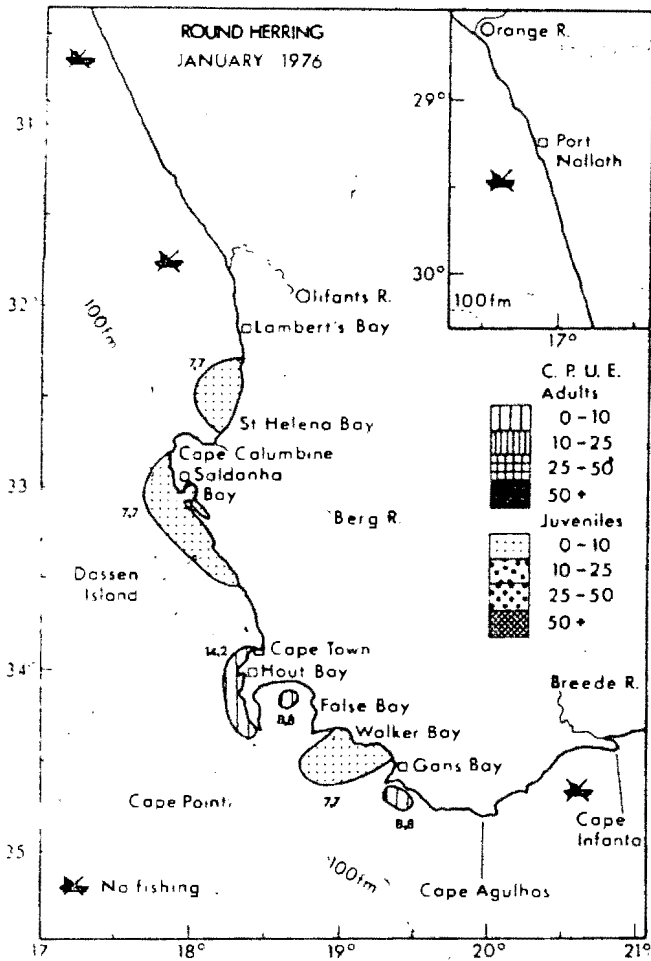 ROUND HERRING
JANUARY 1976
Orange R.
29°
Port
Nalloth
30°
100fm
17°
31
32°
33
34°
35
Olifants R.
100fm
Lambert's Bay
7,7
St Helena Bay
Cape Columbine
Saldanha
Bay
7,7
Berg R.
Dassen
Island
C. P. U. E.
Adults
0-10
10-25
25-50
50+
Juveniles
0-10
10-25
25-50
50+
14,2
Cape Town
Hout Bay
False Bay
8,8
Walker Bay
Breede R.
Gans Bay
7,7
8,8
Cape Point
Cape
Infanta
100fm
Cape Agulhas
No fishing
17
18°
19°
20°
21°